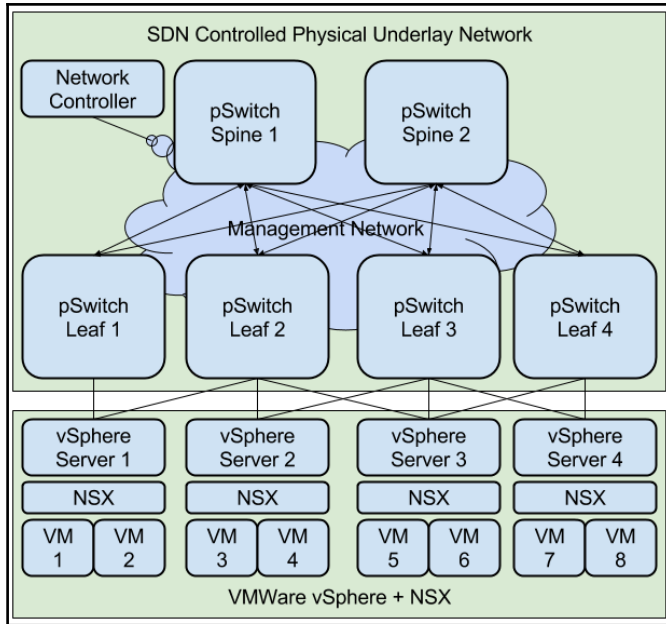 SDN Controlled Physical Underlay Network
Network
Controller
pSwitch
Spine 1
pSwitch
Spine 2
Management Network
pSwitch
Leaf 1
pSwitch
Leaf 2
pSwitch
Leaf 3
pSwitch
Leaf 4
vSphere
Server 1
vSphere
Server 2
vSphere
Server 3
vSphere
Server 4
NSX
NSX
NSX
NSX
VM
1
VM
2
VM
3
VM
4
VM
5
VM
6
VM
7
VM
8
VMWare vSphere + NSX